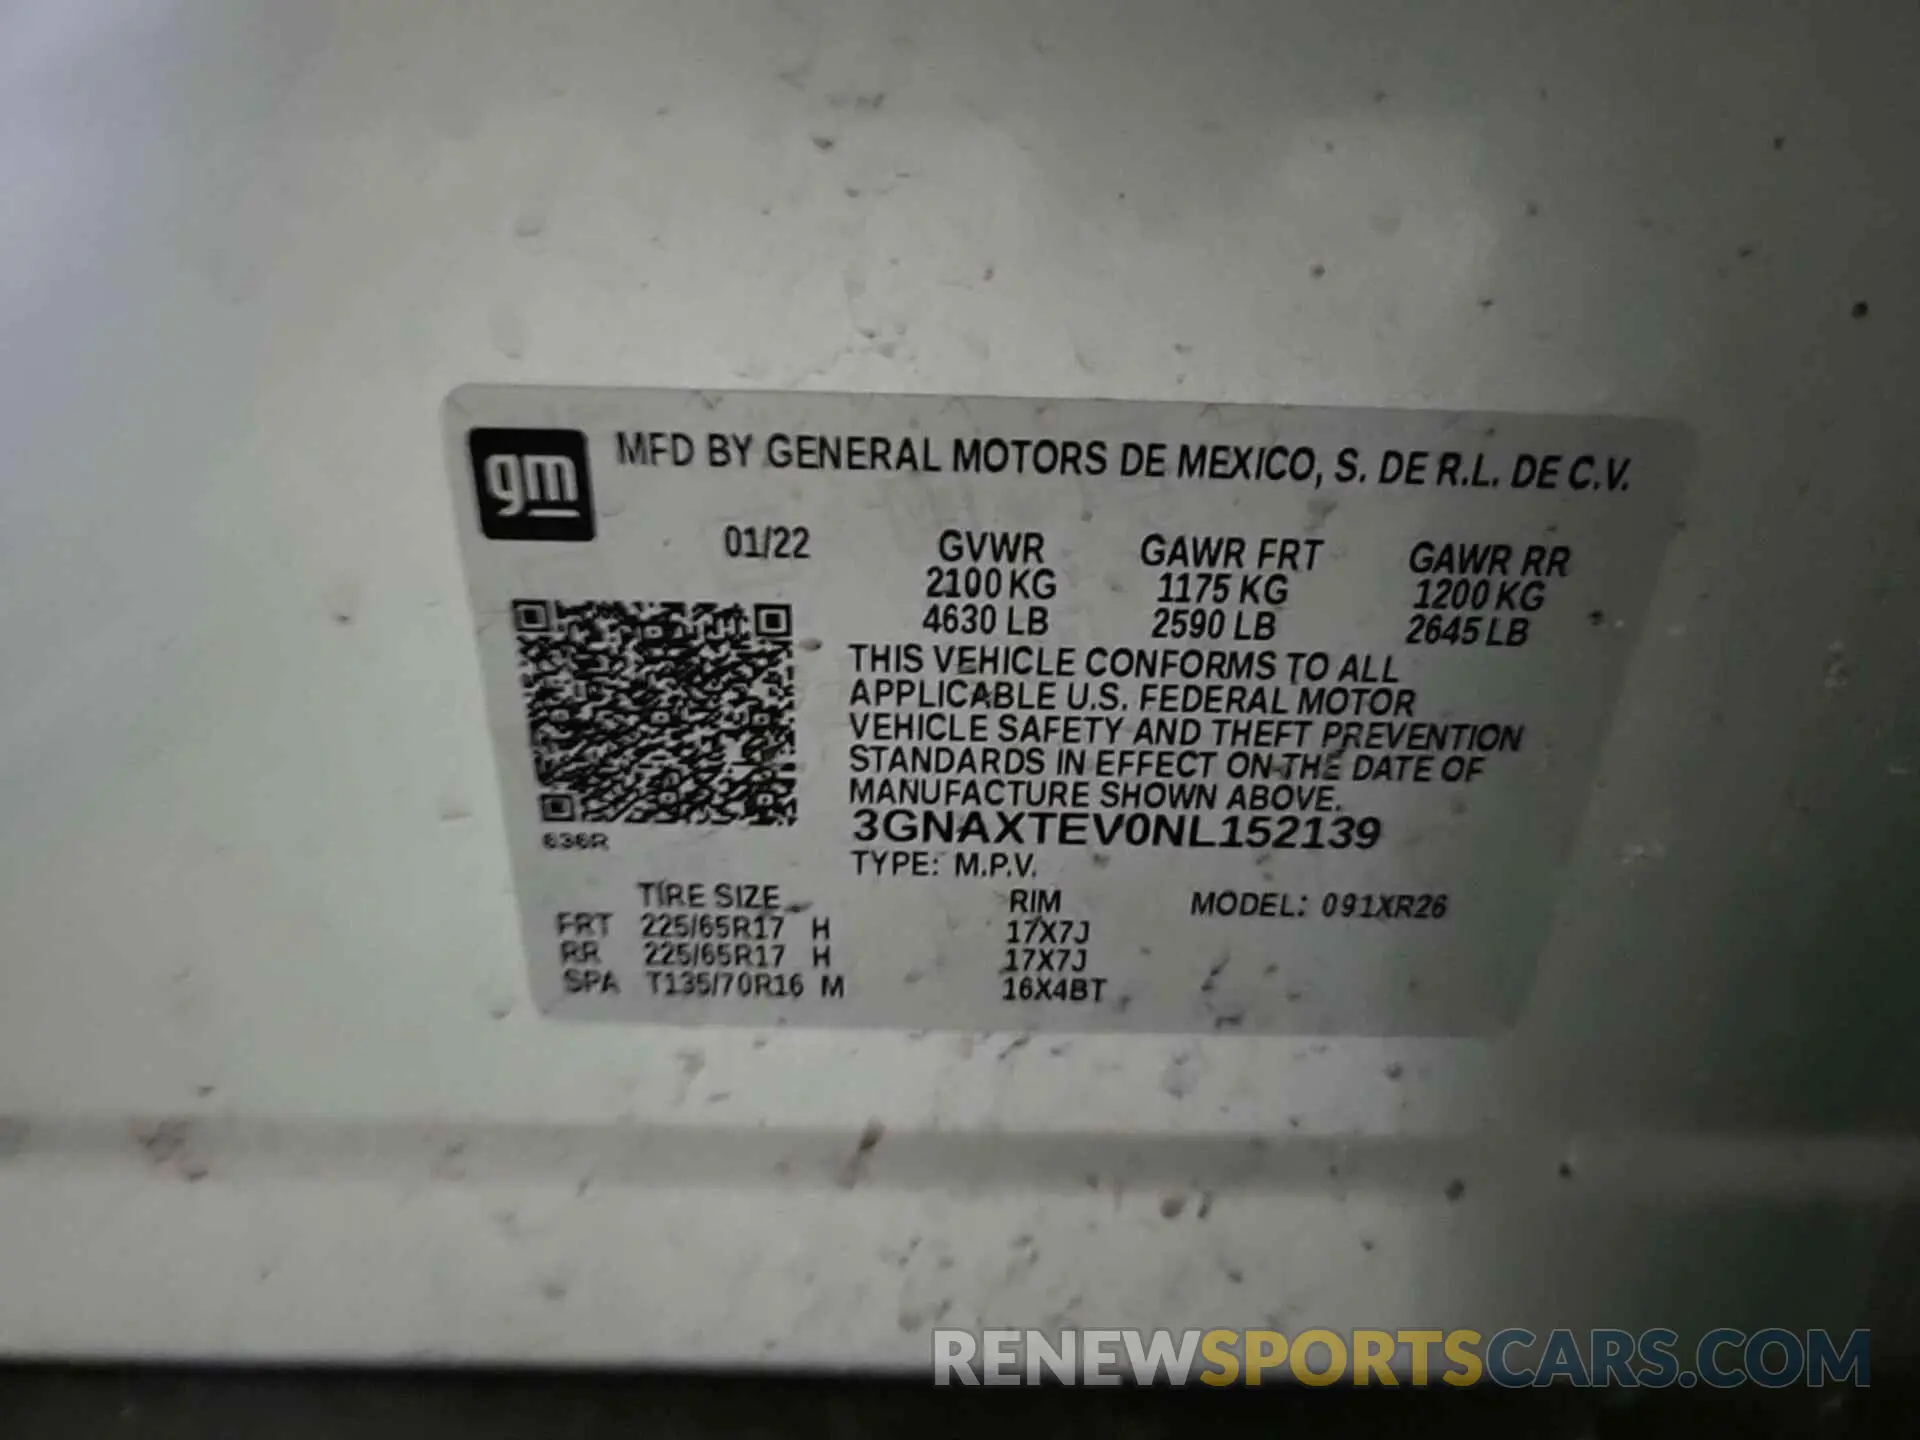 gm
MFD BY GENERAL MOTORS DE MEXICO, S. DE R.L. DE C.V.
01/22 GVWR GAWR FRT GAWR RR
2100 KG 1175 KG 1200 KG
4630 LB 2590 LB 2645 LB
THIS VEHICLE CONFORMS TO ALL
APPLICABLE U.S. FEDERAL MOTOR
VEHICLE SAFETY AND THEFT PREVENTION
STANDARDS IN EFFECT ON THE DATE OF
MANUFACTURE SHOWN ABOVE.
3GNAXTEV0NL152139
636R
TYPE: M.P.V.
TIRE SIZE RIM MODEL: 091XR26
FRT 225/65R17 H 17X7J
RR 225/65R17 H 17X7J
SPA T135/70R16 M 16X4BT
RENEWSPORTSCARS.COM